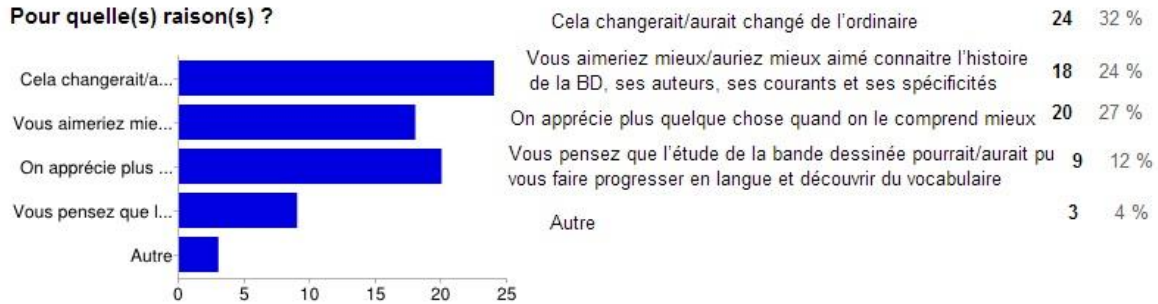 Pour quelle(s) raison(s) ?
Cela changerait/a...
Vous aimeriez mie...
On apprécie plus ...
Vous pensez que l...
Autre
0 5 10 15 20 25
Cela changerait/aurait changé de l'ordinaire 24 32 %
Vous aimeriez mieux/auriez mieux aimé connaitre l'histoire
de la BD, ses auteurs, ses courants et ses spécificités 18 24 %
On apprécie plus quelque chose quand on le comprend mieux 20 27 %
Vous pensez que l'étude de la bande dessinée pourrait/aurait pu 9 12 %
vous faire progresser en langue et découvrir du vocabulaire
Autre 3 4 %